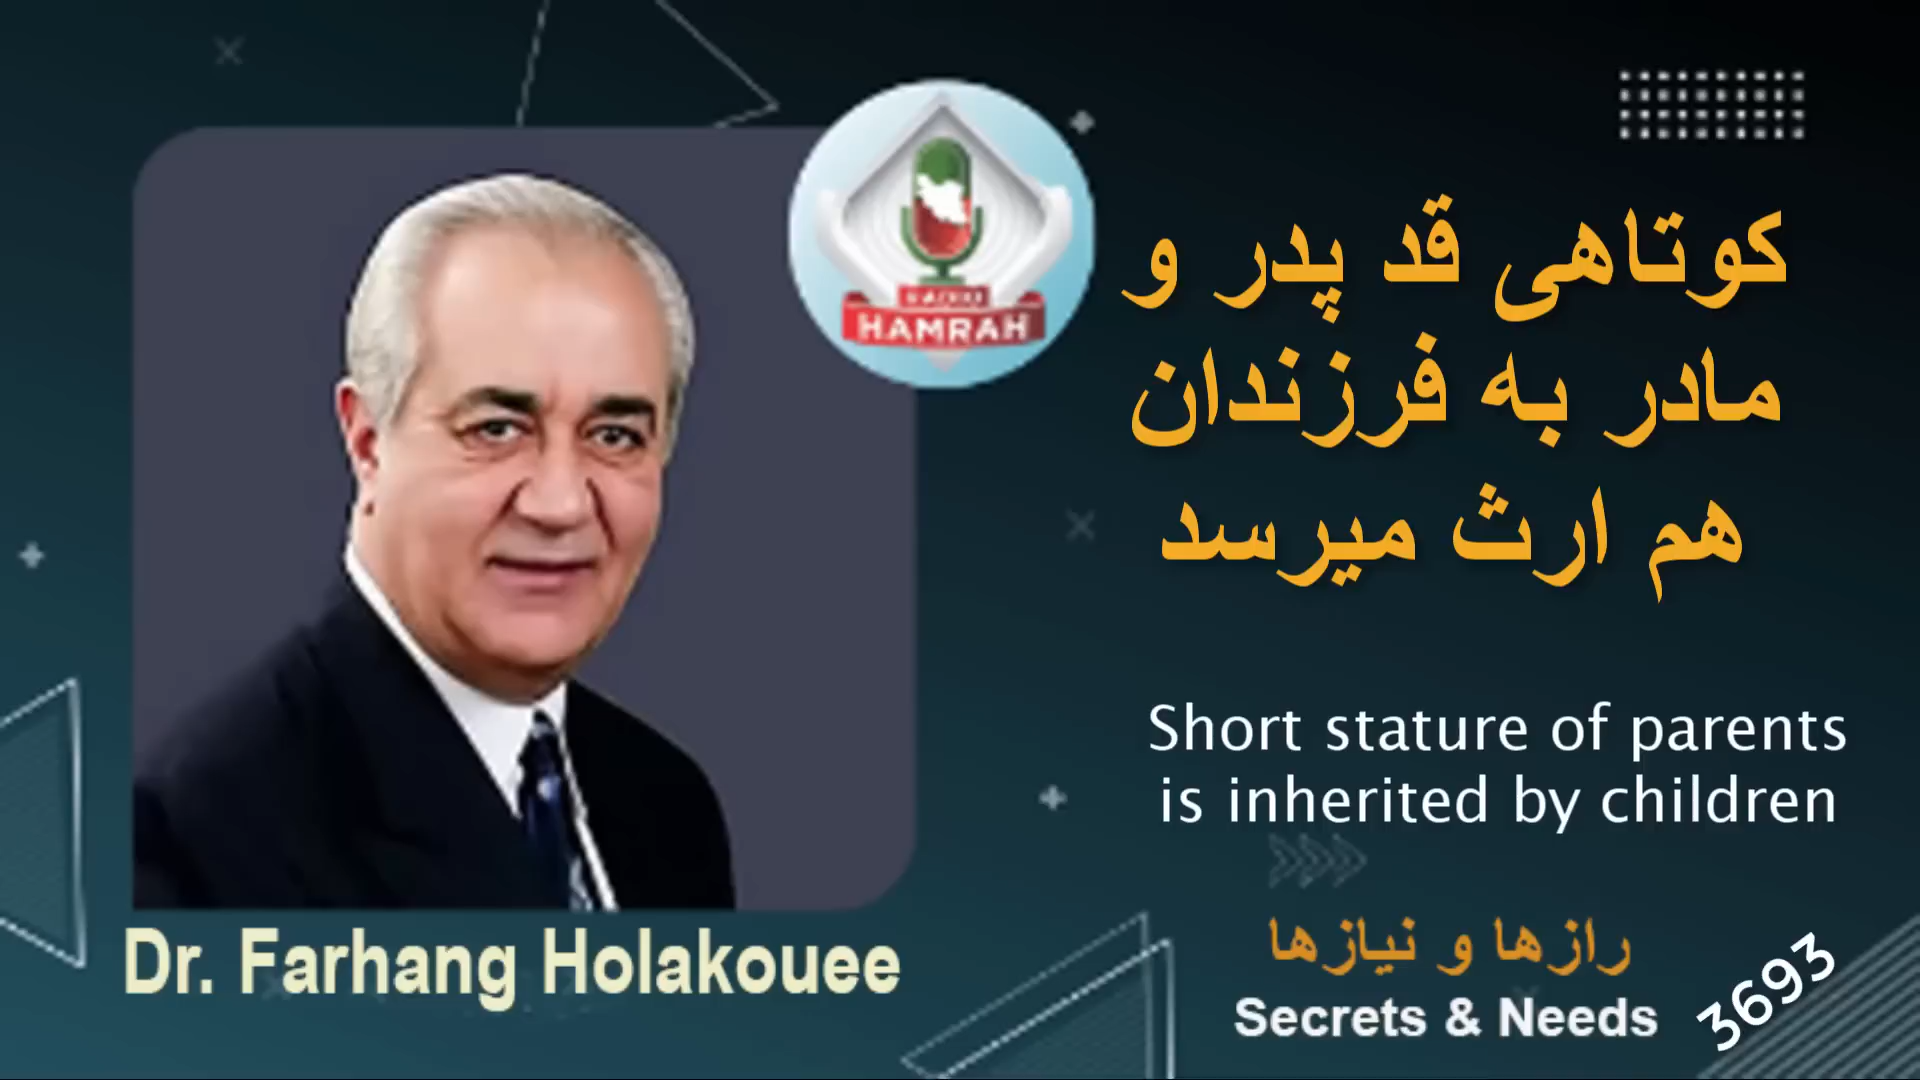 RADIO
HAMRAH
کوتاهی قد پدر و
مادر به فرزندان
هم ارث میرسد
Short stature of parents
is inherited by children
Dr. Farhang Holakouee
رازها و نیازها
Secrets & Needs
3693